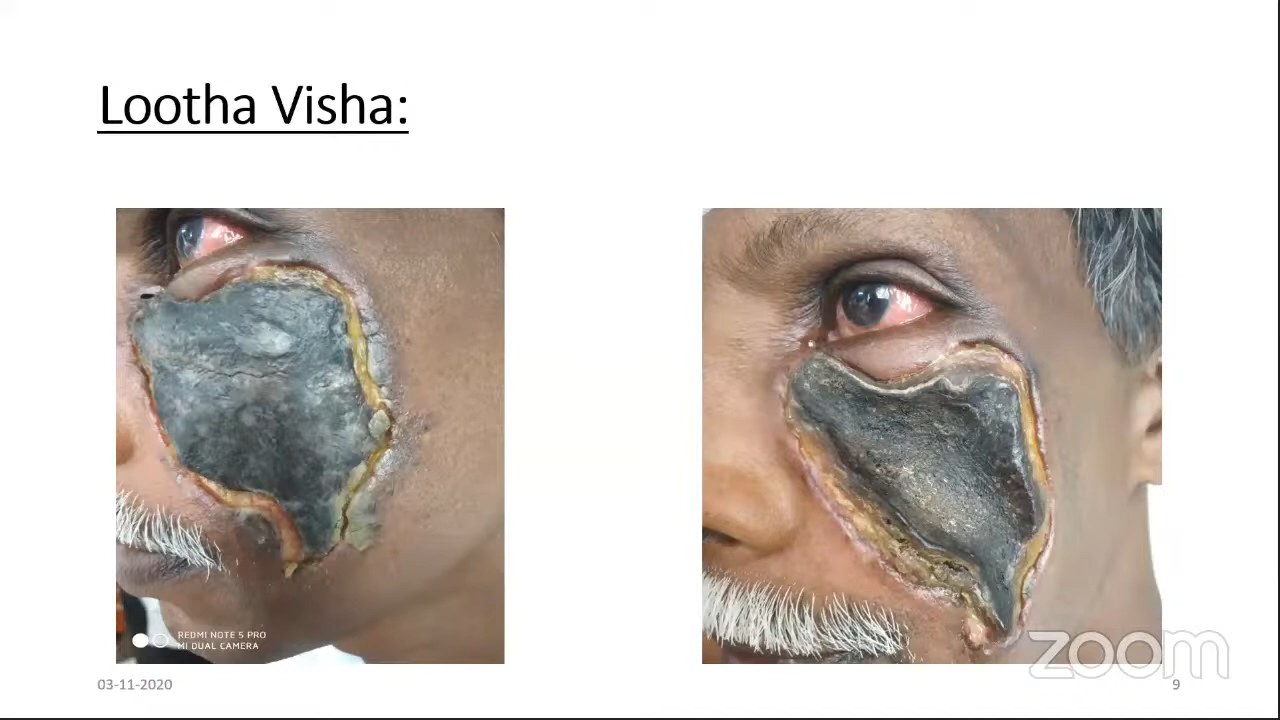 Lootha Visha:
REDMI NOTE 5 PRO
MI DUAL CAMERA
zoom
03-11-2020
9